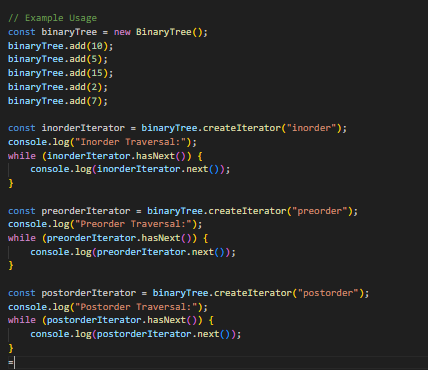 // Example Usage
const binaryTree = new BinaryTree();
binaryTree.add(10);
binaryTree.add(5);
binaryTree.add(15);
binaryTree.add(2);
binaryTree.add(7);

const inorderIterator = binaryTree.createIterator("inorder");
console.log("Inorder Traversal:");
while (inorderIterator.hasNext()) {
    console.log(inorderIterator.next());
}

const preorderIterator = binaryTree.createIterator("preorder");
console.log("Preorder Traversal:");
while (preorderIterator.hasNext()) {
    console.log(preorderIterator.next());
}

const postorderIterator = binaryTree.createIterator("postorder");
console.log("Postorder Traversal:");
while (postorderIterator.hasNext()) {
    console.log(postorderIterator.next());
}
=